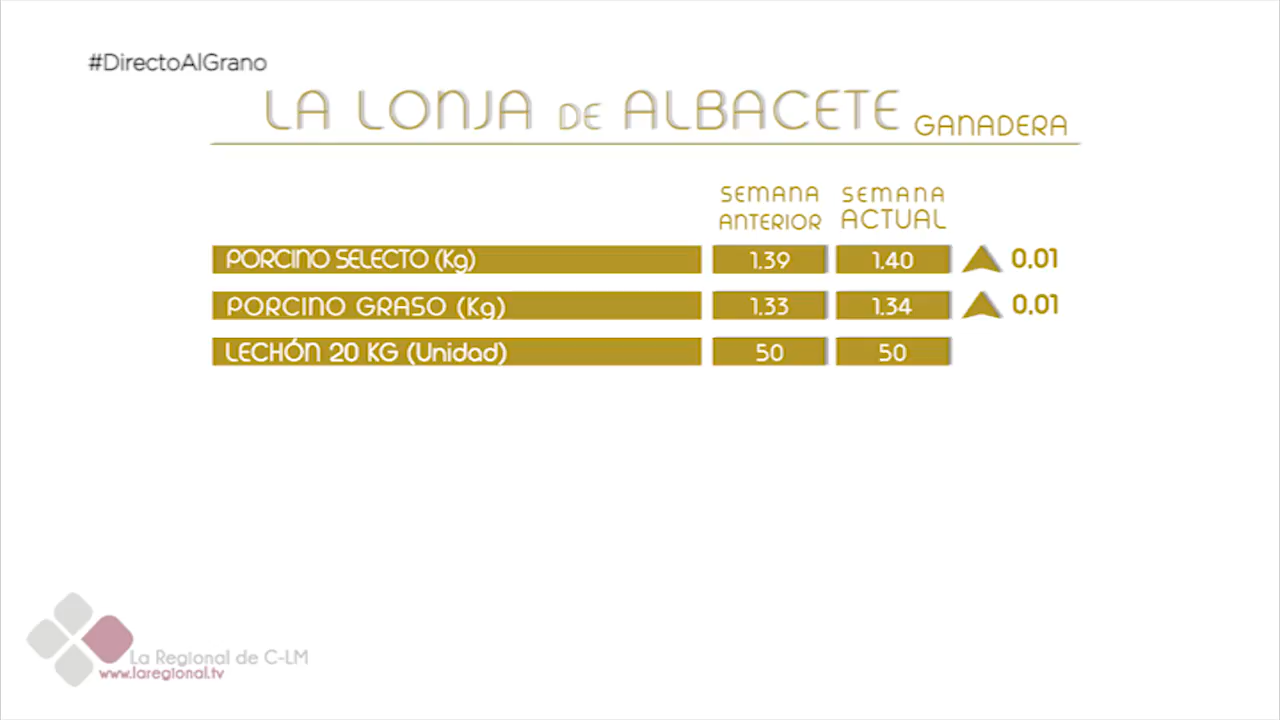 #DirectoAlGrano
LA LONJA DE ALBACETE GANADERA
SEMANA ANTERIOR SEMANA ACTUAL
PORCINO SELECTO (Kg) 1.39 1.40 0.01
PORCINO GRASO (Kg) 1.33 1.34 0.01
LECHÓN 20 KG (Unidad) 50 50
La Regional de C-LM
www.laregional.tv